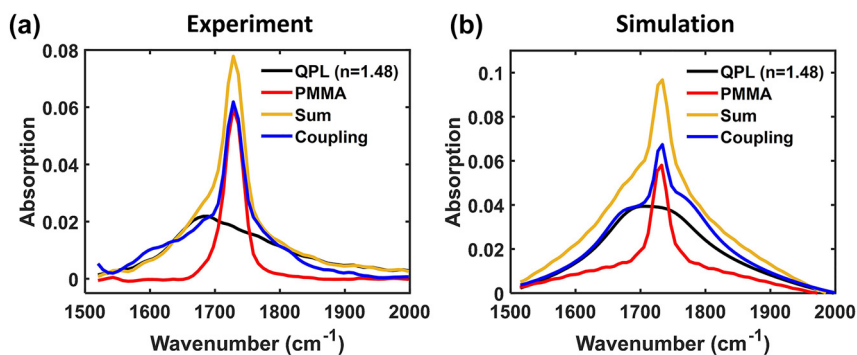 (a) Experiment
QPL (n=1.48)
PMMA
Sum
Coupling
0.08
0.06
0.04
0.02
0
Absorption
1500 1600 1700 1800 1900 2000
Wavenumber (cm⁻¹)
(b) Simulation
QPL (n=1.48)
PMMA
Sum
Coupling
0.1
0.08
0.06
0.04
0.02
0
Absorption
1500 1600 1700 1800 1900 2000
Wavenumber (cm⁻¹)